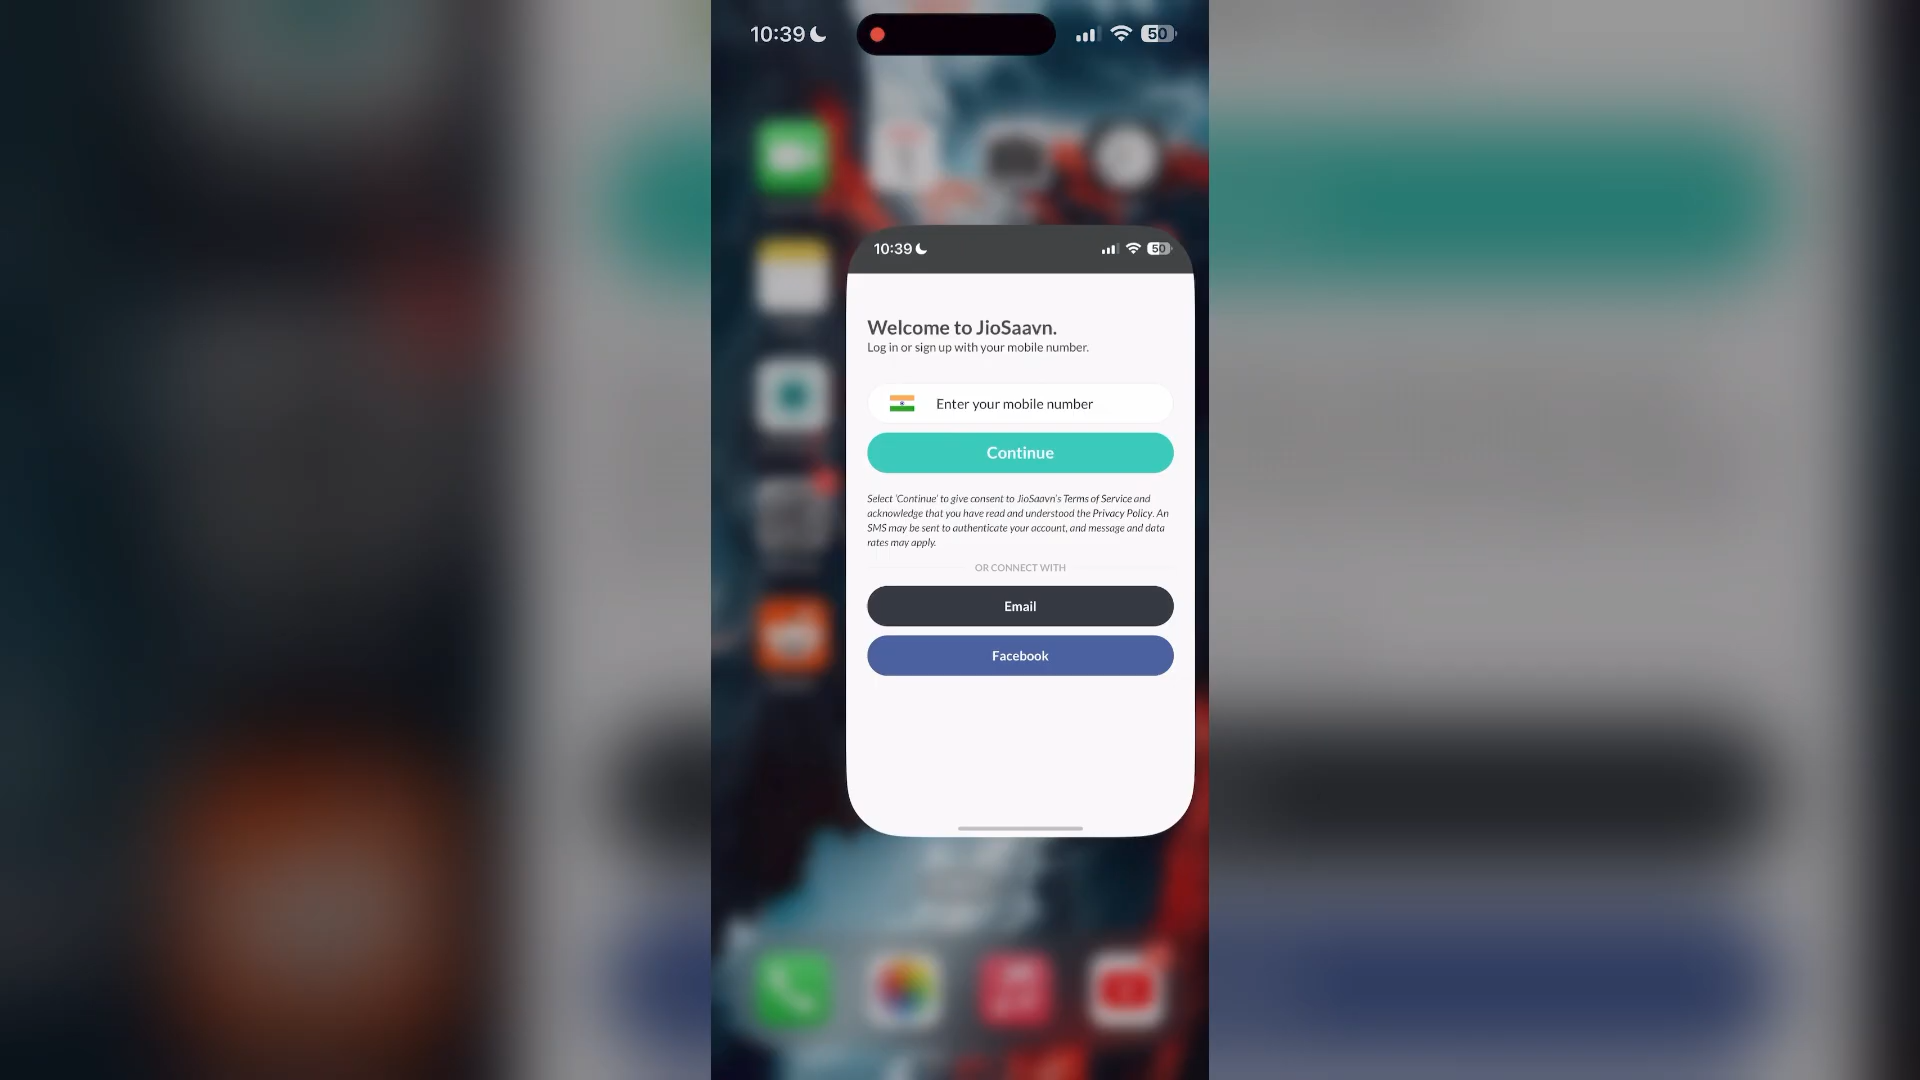 10:39
50
10:39
50
Welcome to JioSaavn.
Log in or sign up with your mobile number.
Enter your mobile number
Continue
Select 'Continue' to give consent to JioSaavn's Terms of Service and
acknowledge that you have read and understood the Privacy Policy. An
SMS may be sent to authenticate your account, and message and data
rates may apply.
OR CONNECT WITH
Email
Facebook